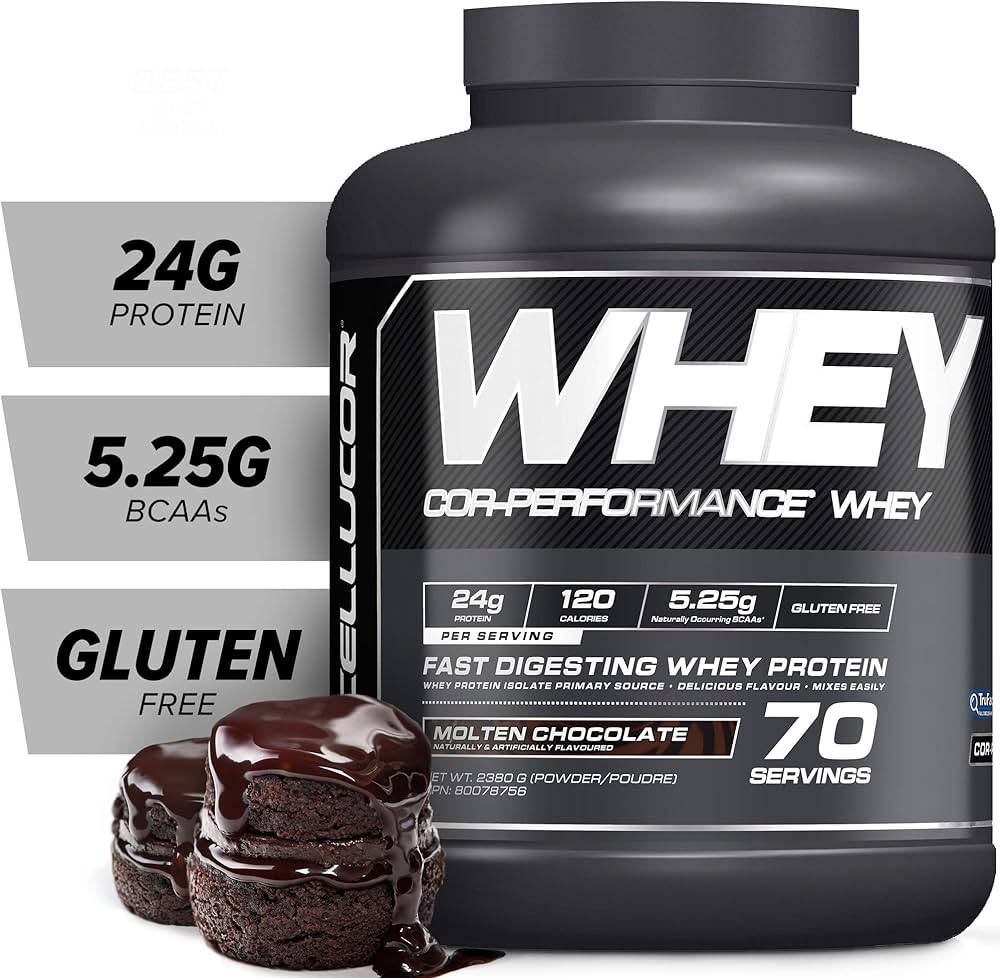 BEST
24G
PROTEIN
5.25G
BCAAs
GLUTEN
FREE
CELLUCOR®
WHEY
COR-PERFORMANCE® WHEY
24g
PROTEIN
120
CALORIES
5.25g
Naturally Occurring BCAAs*
GLUTEN FREE
PER SERVING
FAST DIGESTING WHEY PROTEIN
WHEY PROTEIN ISOLATE PRIMARY SOURCE • DELICIOUS FLAVOUR • MIXES EASILY
MOLTEN CHOCOLATE
NATURALLY & ARTIFICIALLY FLAVOURED
70
SERVINGS
ET WT. 2380 G (POWDER/POUDRE)
PN: 80078756